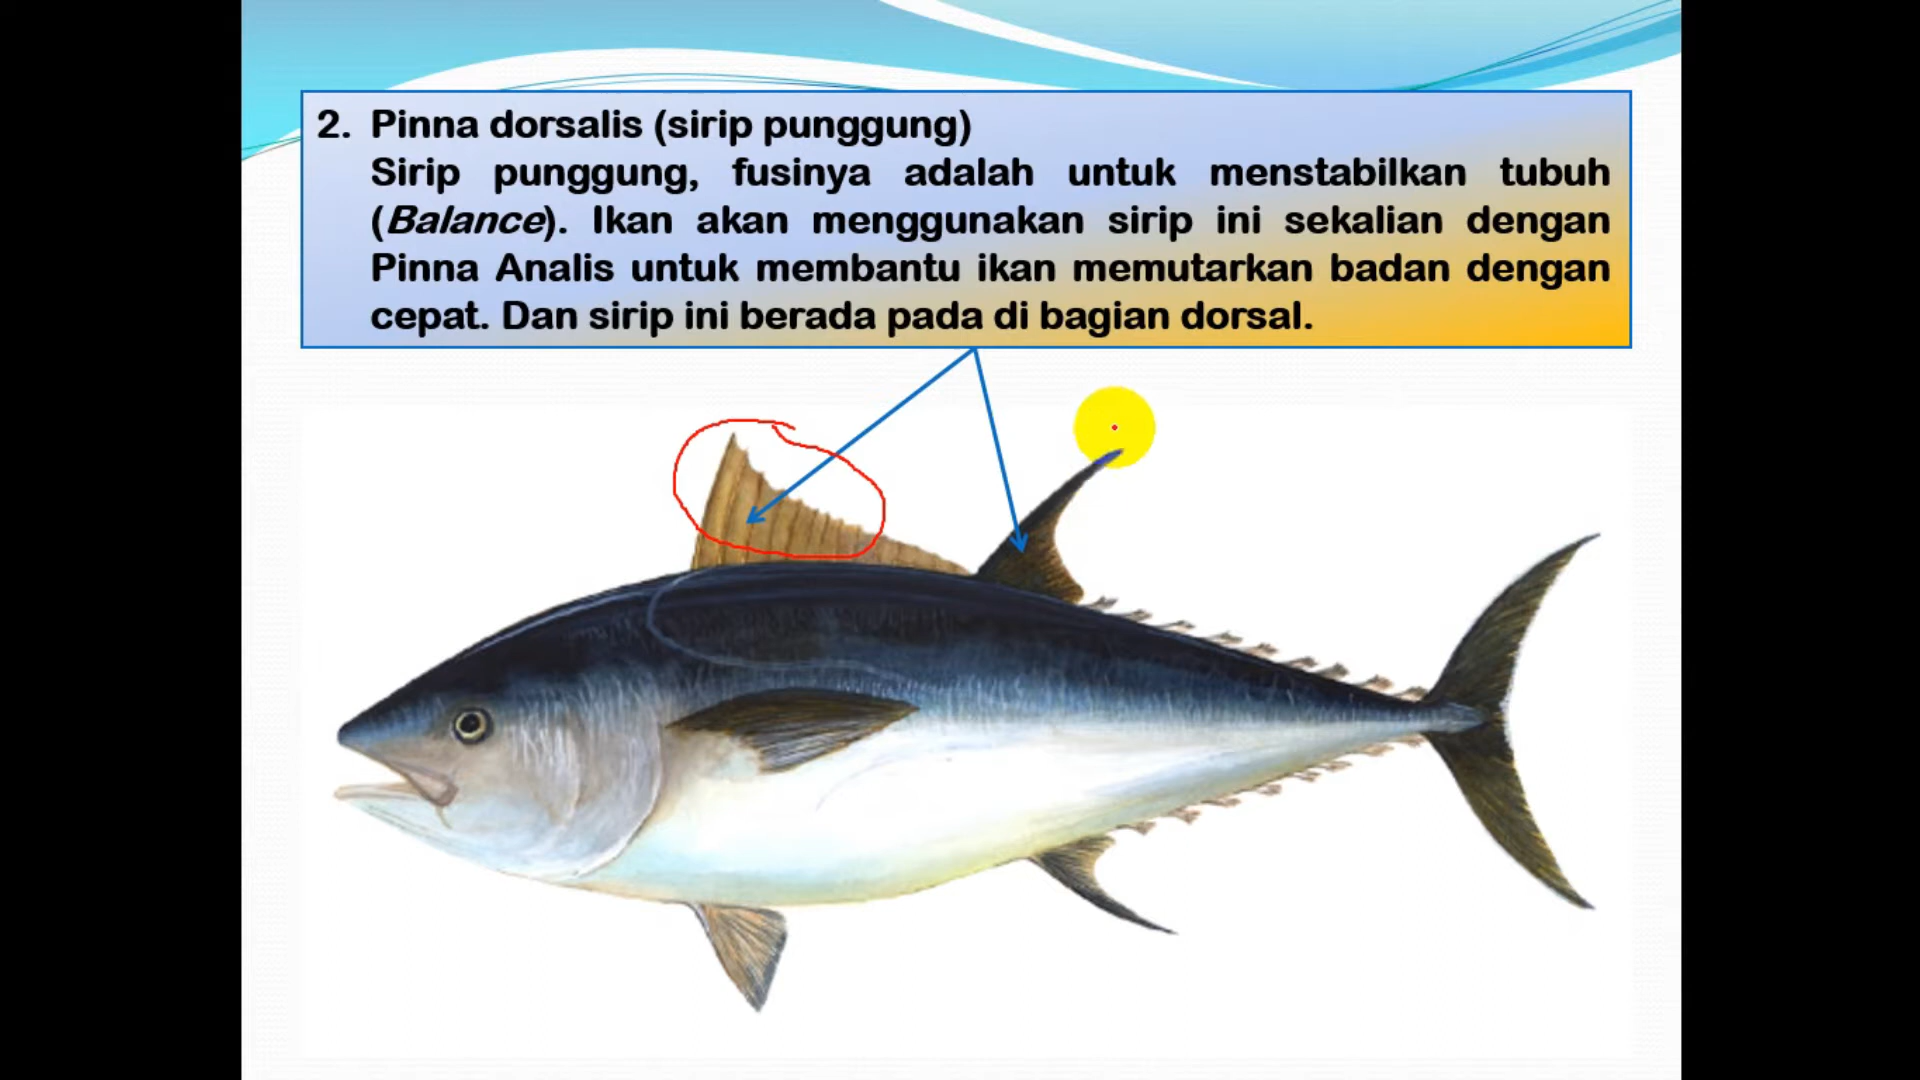 2. Pinna dorsalis (sirip punggung)
Sirip punggung, fusinya adalah untuk menstabilkan tubuh
(Balance). Ikan akan menggunakan sirip ini sekalian dengan
Pinna Analis untuk membantu ikan memutarkan badan dengan
cepat. Dan sirip ini berada pada di bagian dorsal.